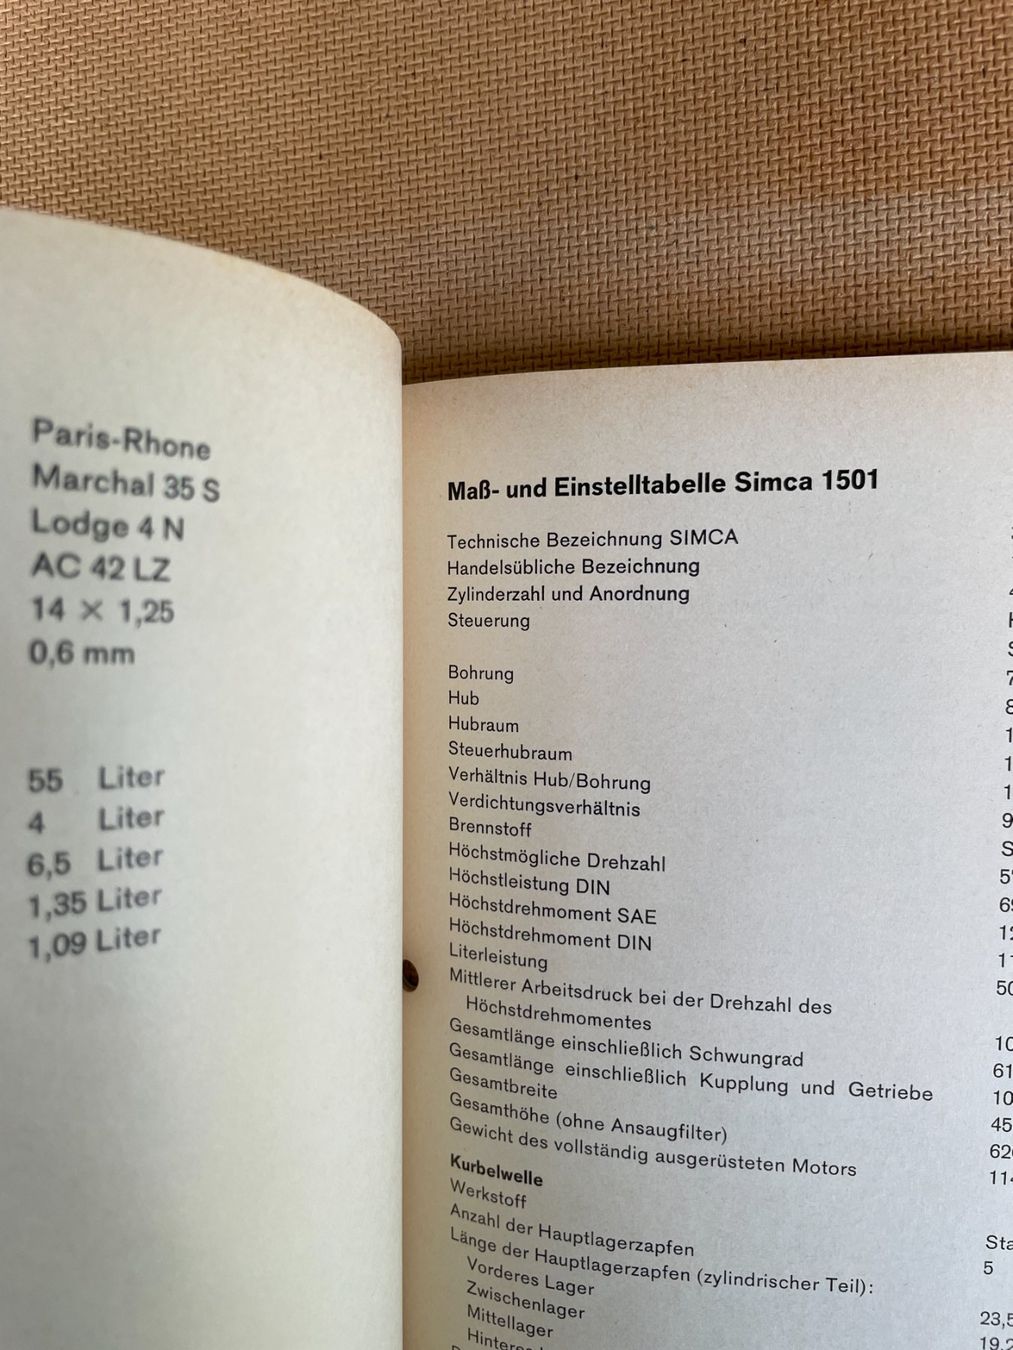 Paris-Rhone
Marchal 35 S
Lodge 4 N
AC 42 LZ
14 × 1,25
0,6 mm
55 Liter
4 Liter
6,5 Liter
1,35 Liter
1,09 Liter
Maß- und Einstelltabelle Simca 1501
Technische Bezeichnung SIMCA
Handelsübliche Bezeichnung
Zylinderzahl und Anordnung
Steuerung
Bohrung
Hub
Hubraum
Steuerhubraum
Verhältnis Hub/Bohrung
Verdichtungsverhältnis
Brennstoff
Höchstmögliche Drehzahl
Höchstleistung DIN
Höchstdrehmoment SAE
Höchstdrehmoment DIN
Literleistung
Mittlerer Arbeitsdruck bei der Drehzahl des
Höchstdrehmomentes
Gesamtlänge einschließlich Schwungrad
Gesamtlänge einschließlich Kupplung und Getriebe
Gesamtbreite
Gesamthöhe (ohne Ansaugfilter)
Gewicht des vollständig ausgerüsteten Motors
Kurbelwelle
Werkstoff
Anzahl der Hauptlagerzapfen 5
Länge der Hauptlagerzapfen (zylindrischer Teil):
Vorderes Lager
Zwischenlager
Mittellager